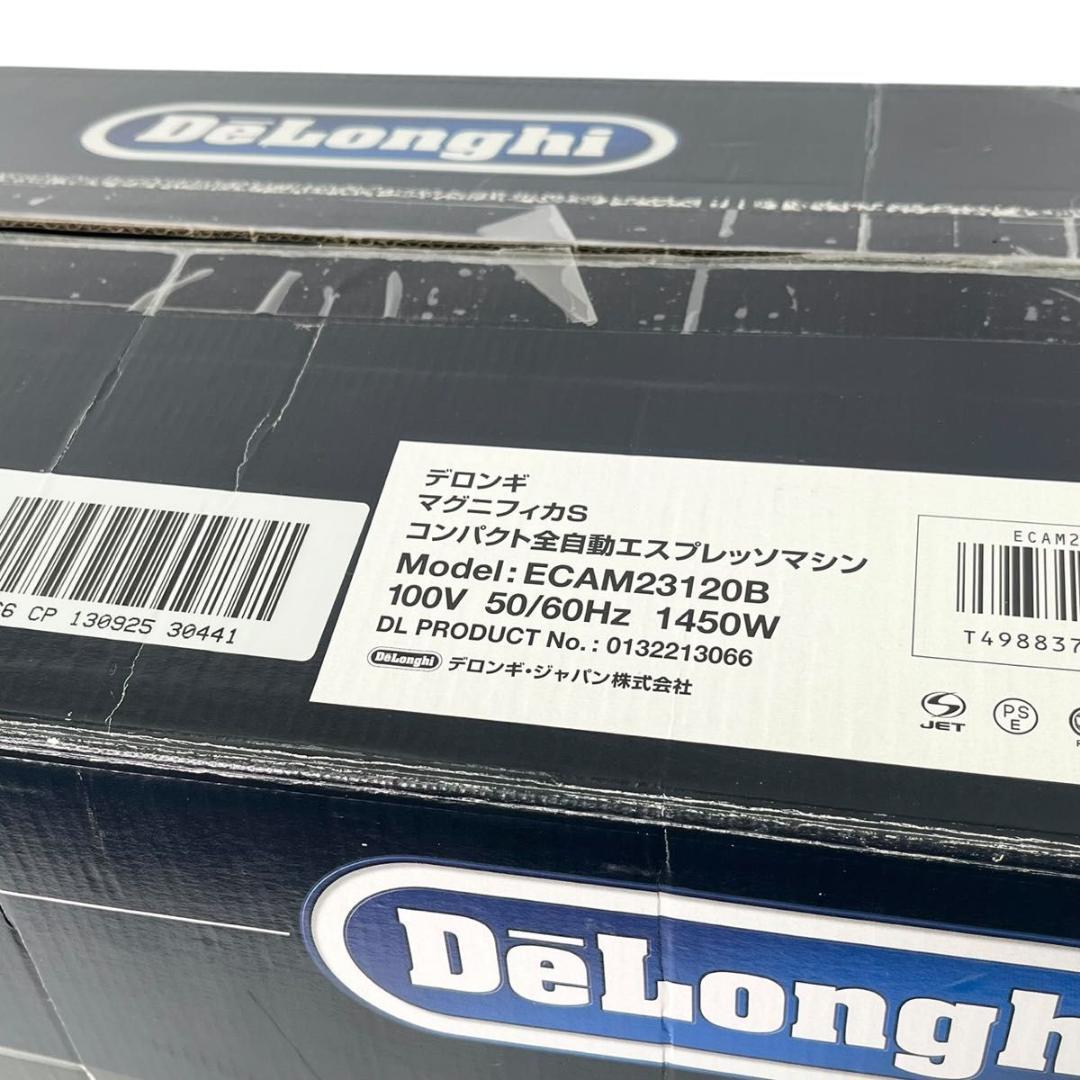 DēLonghi
デロンギ
マグニフィカS
コンパクト全自動エスプレッソマシン
Model: ECAM23120B
100V 50/60Hz 1450W
DL PRODUCT No.: 0132213066
DēLonghi デロンギ・ジャパン株式会社
CP 130925 30441
ECAM2
T498837
JET
PS
E
DēLongh